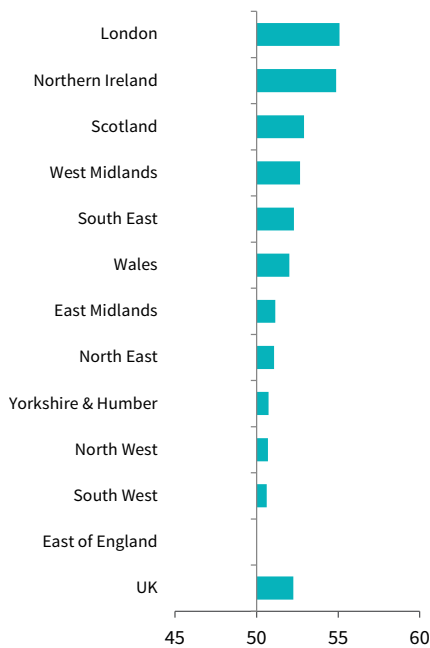 London
Northern Ireland
Scotland
West Midlands
South East
Wales
East Midlands
North East
Yorkshire & Humber
North West
South West
East of England
UK
45 50 55 60